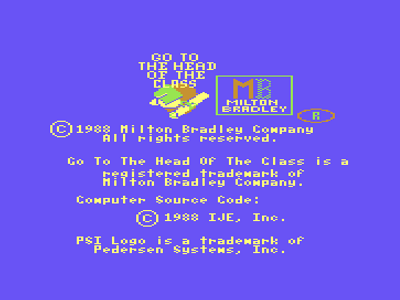 GO TO
THE HEAD
OF THE
CLASS
MB
MILTON
BRADLEY
®
©1988 Milton Bradley Company
All rights reserved.
Go To The Head Of The Class is a
registered trademark of
Milton Bradley Company.
Computer Source Code:
© 1988 IJE, Inc.
PSI Logo is a trademark of
Pedersen Systems, Inc.